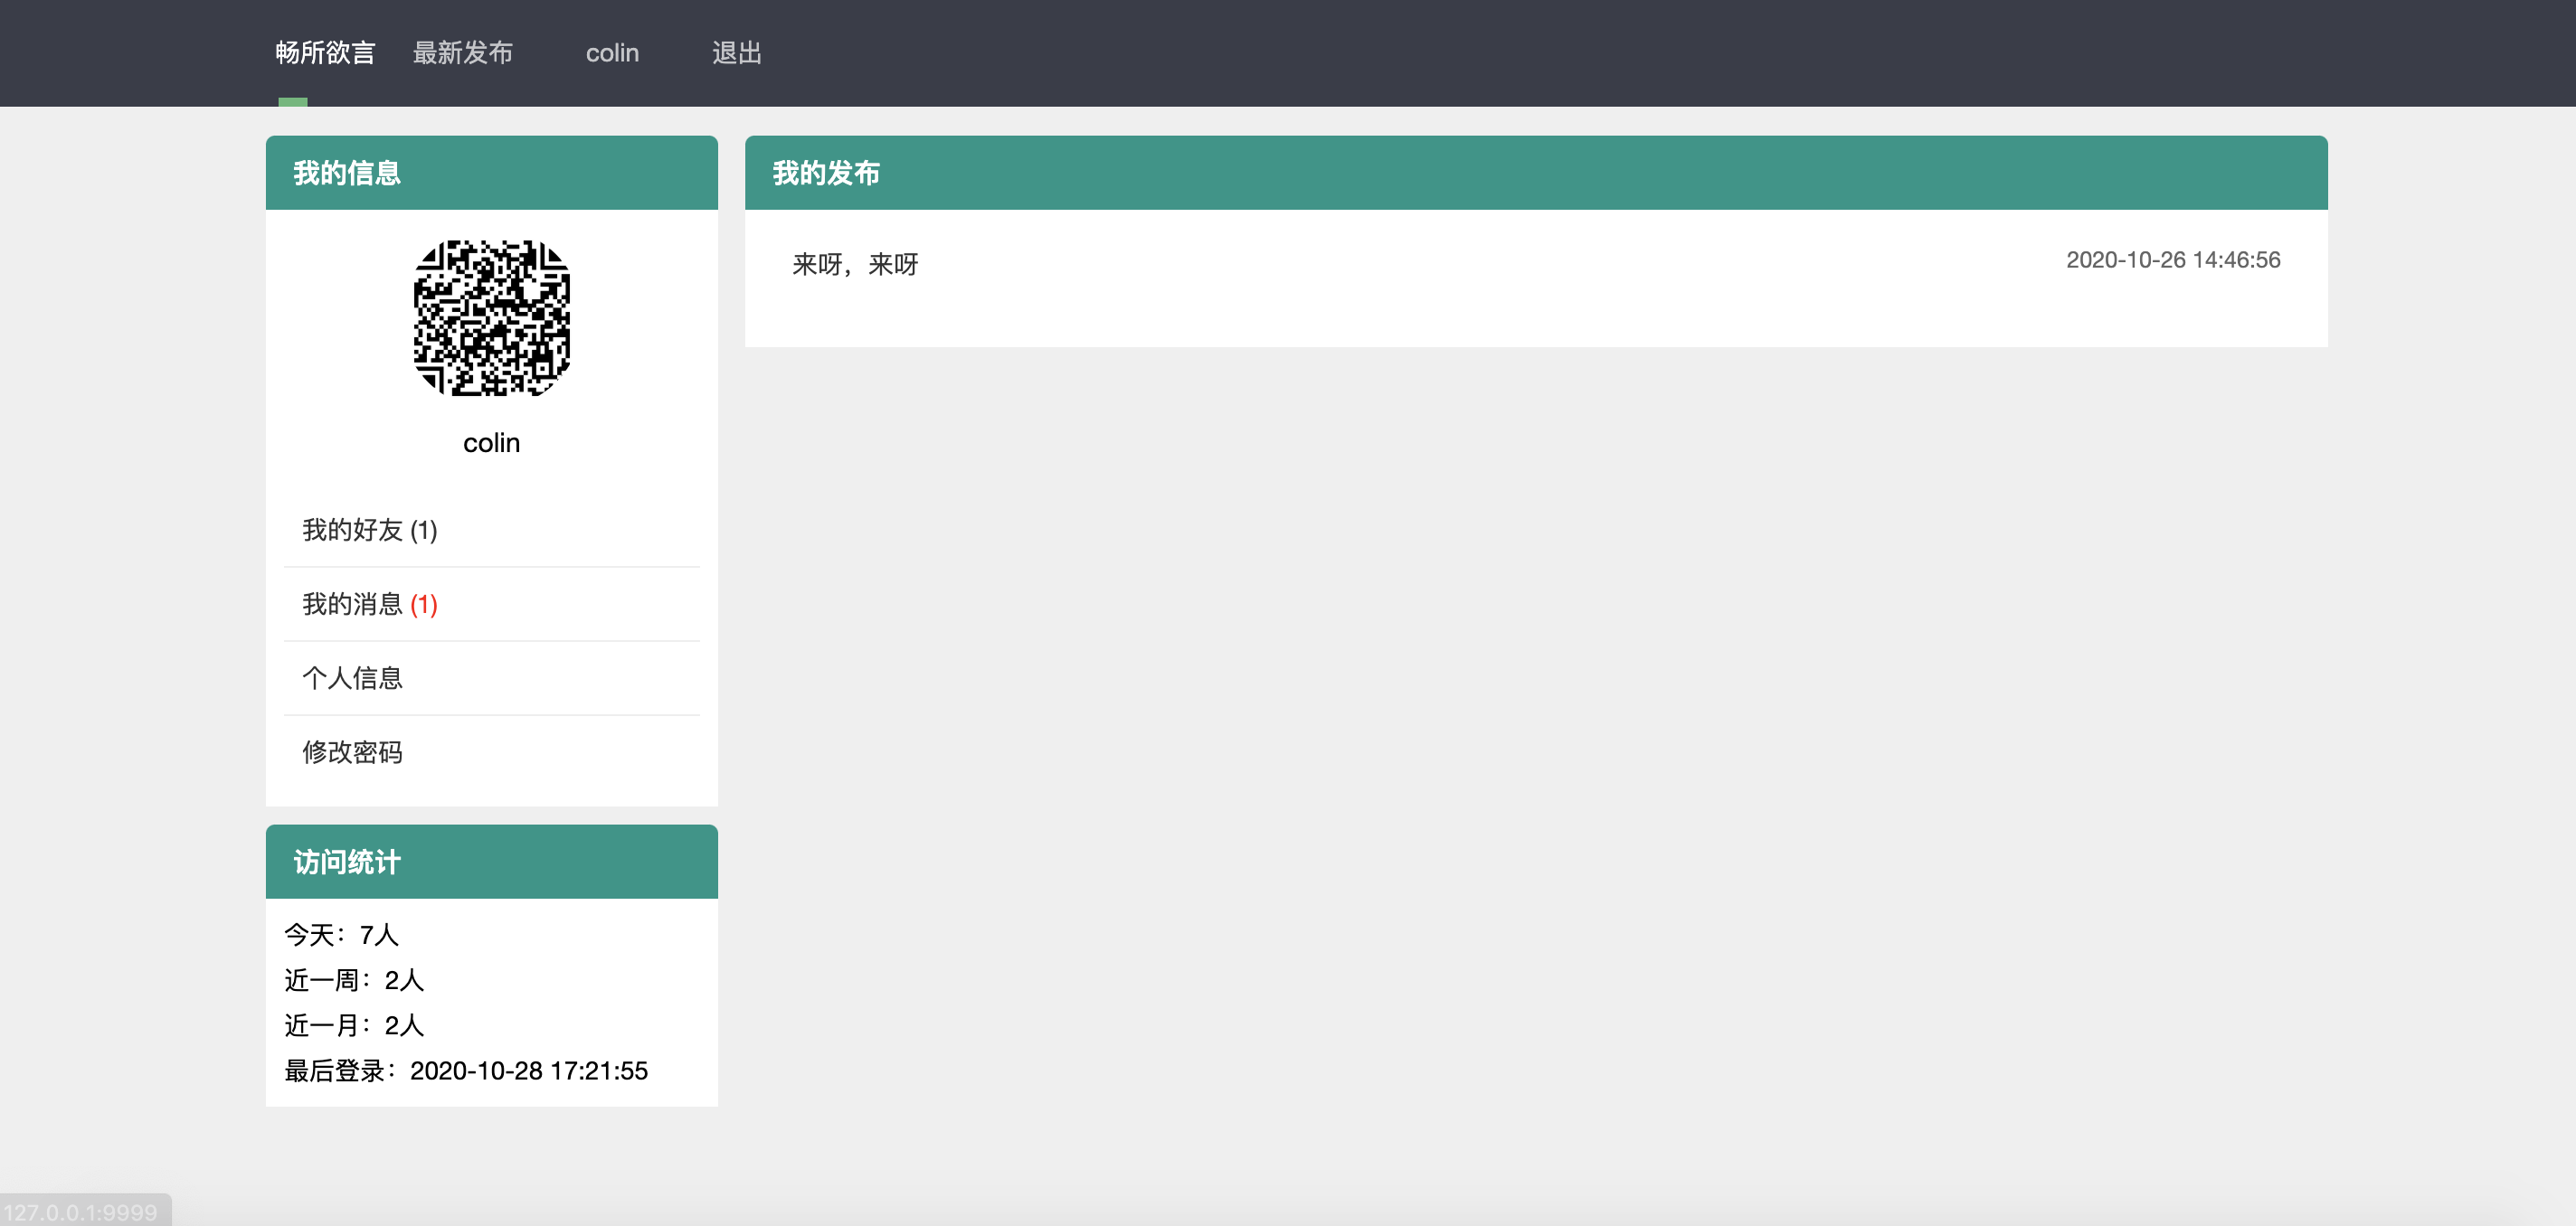 畅所欲言 最新发布 colin 退出
我的信息
colin
我的好友 (1)
我的消息 (1)
个人信息
修改密码
访问统计
今天：7人
近一周：2人
近一月：2人
最后登录：2020-10-28 17:21:55
我的发布
来呀，来呀 2020-10-26 14:46:56
127.0.0.1:9999